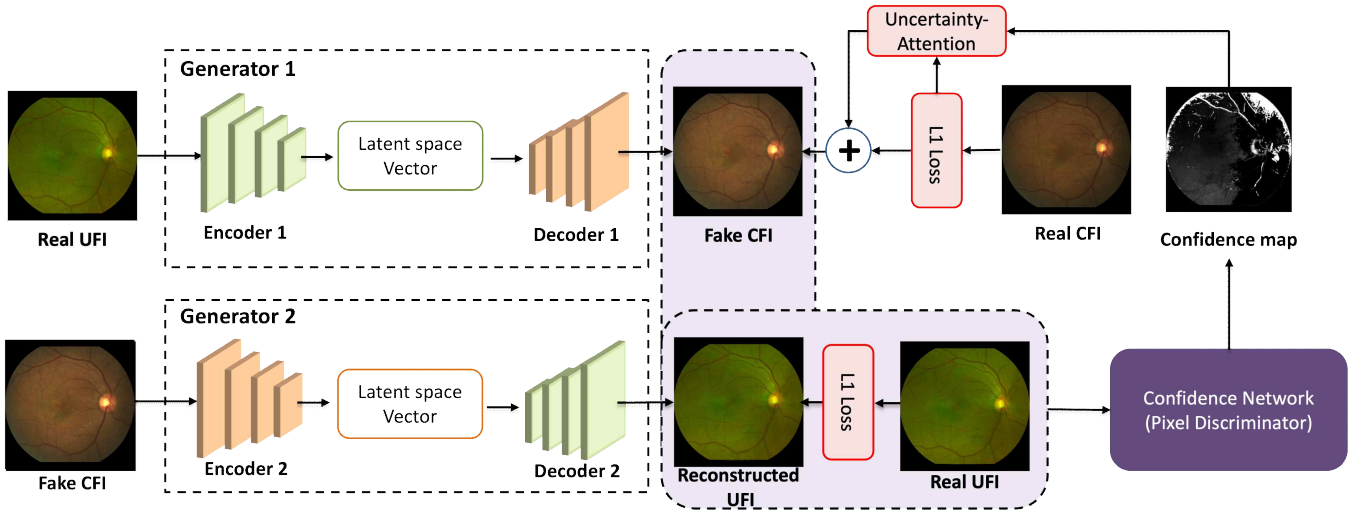 Uncertainty-
Attention
Generator 1
Latent space
Vector
L1 Loss
+
Encoder 1
Decoder 1
Real UFI
Fake CFI
Real CFI
Confidence map
Generator 2
Latent space
Vector
L1 Loss
Confidence Network
(Pixel Discriminator)
Encoder 2
Decoder 2
Fake CFI
Reconstructed
UFI
Real UFI